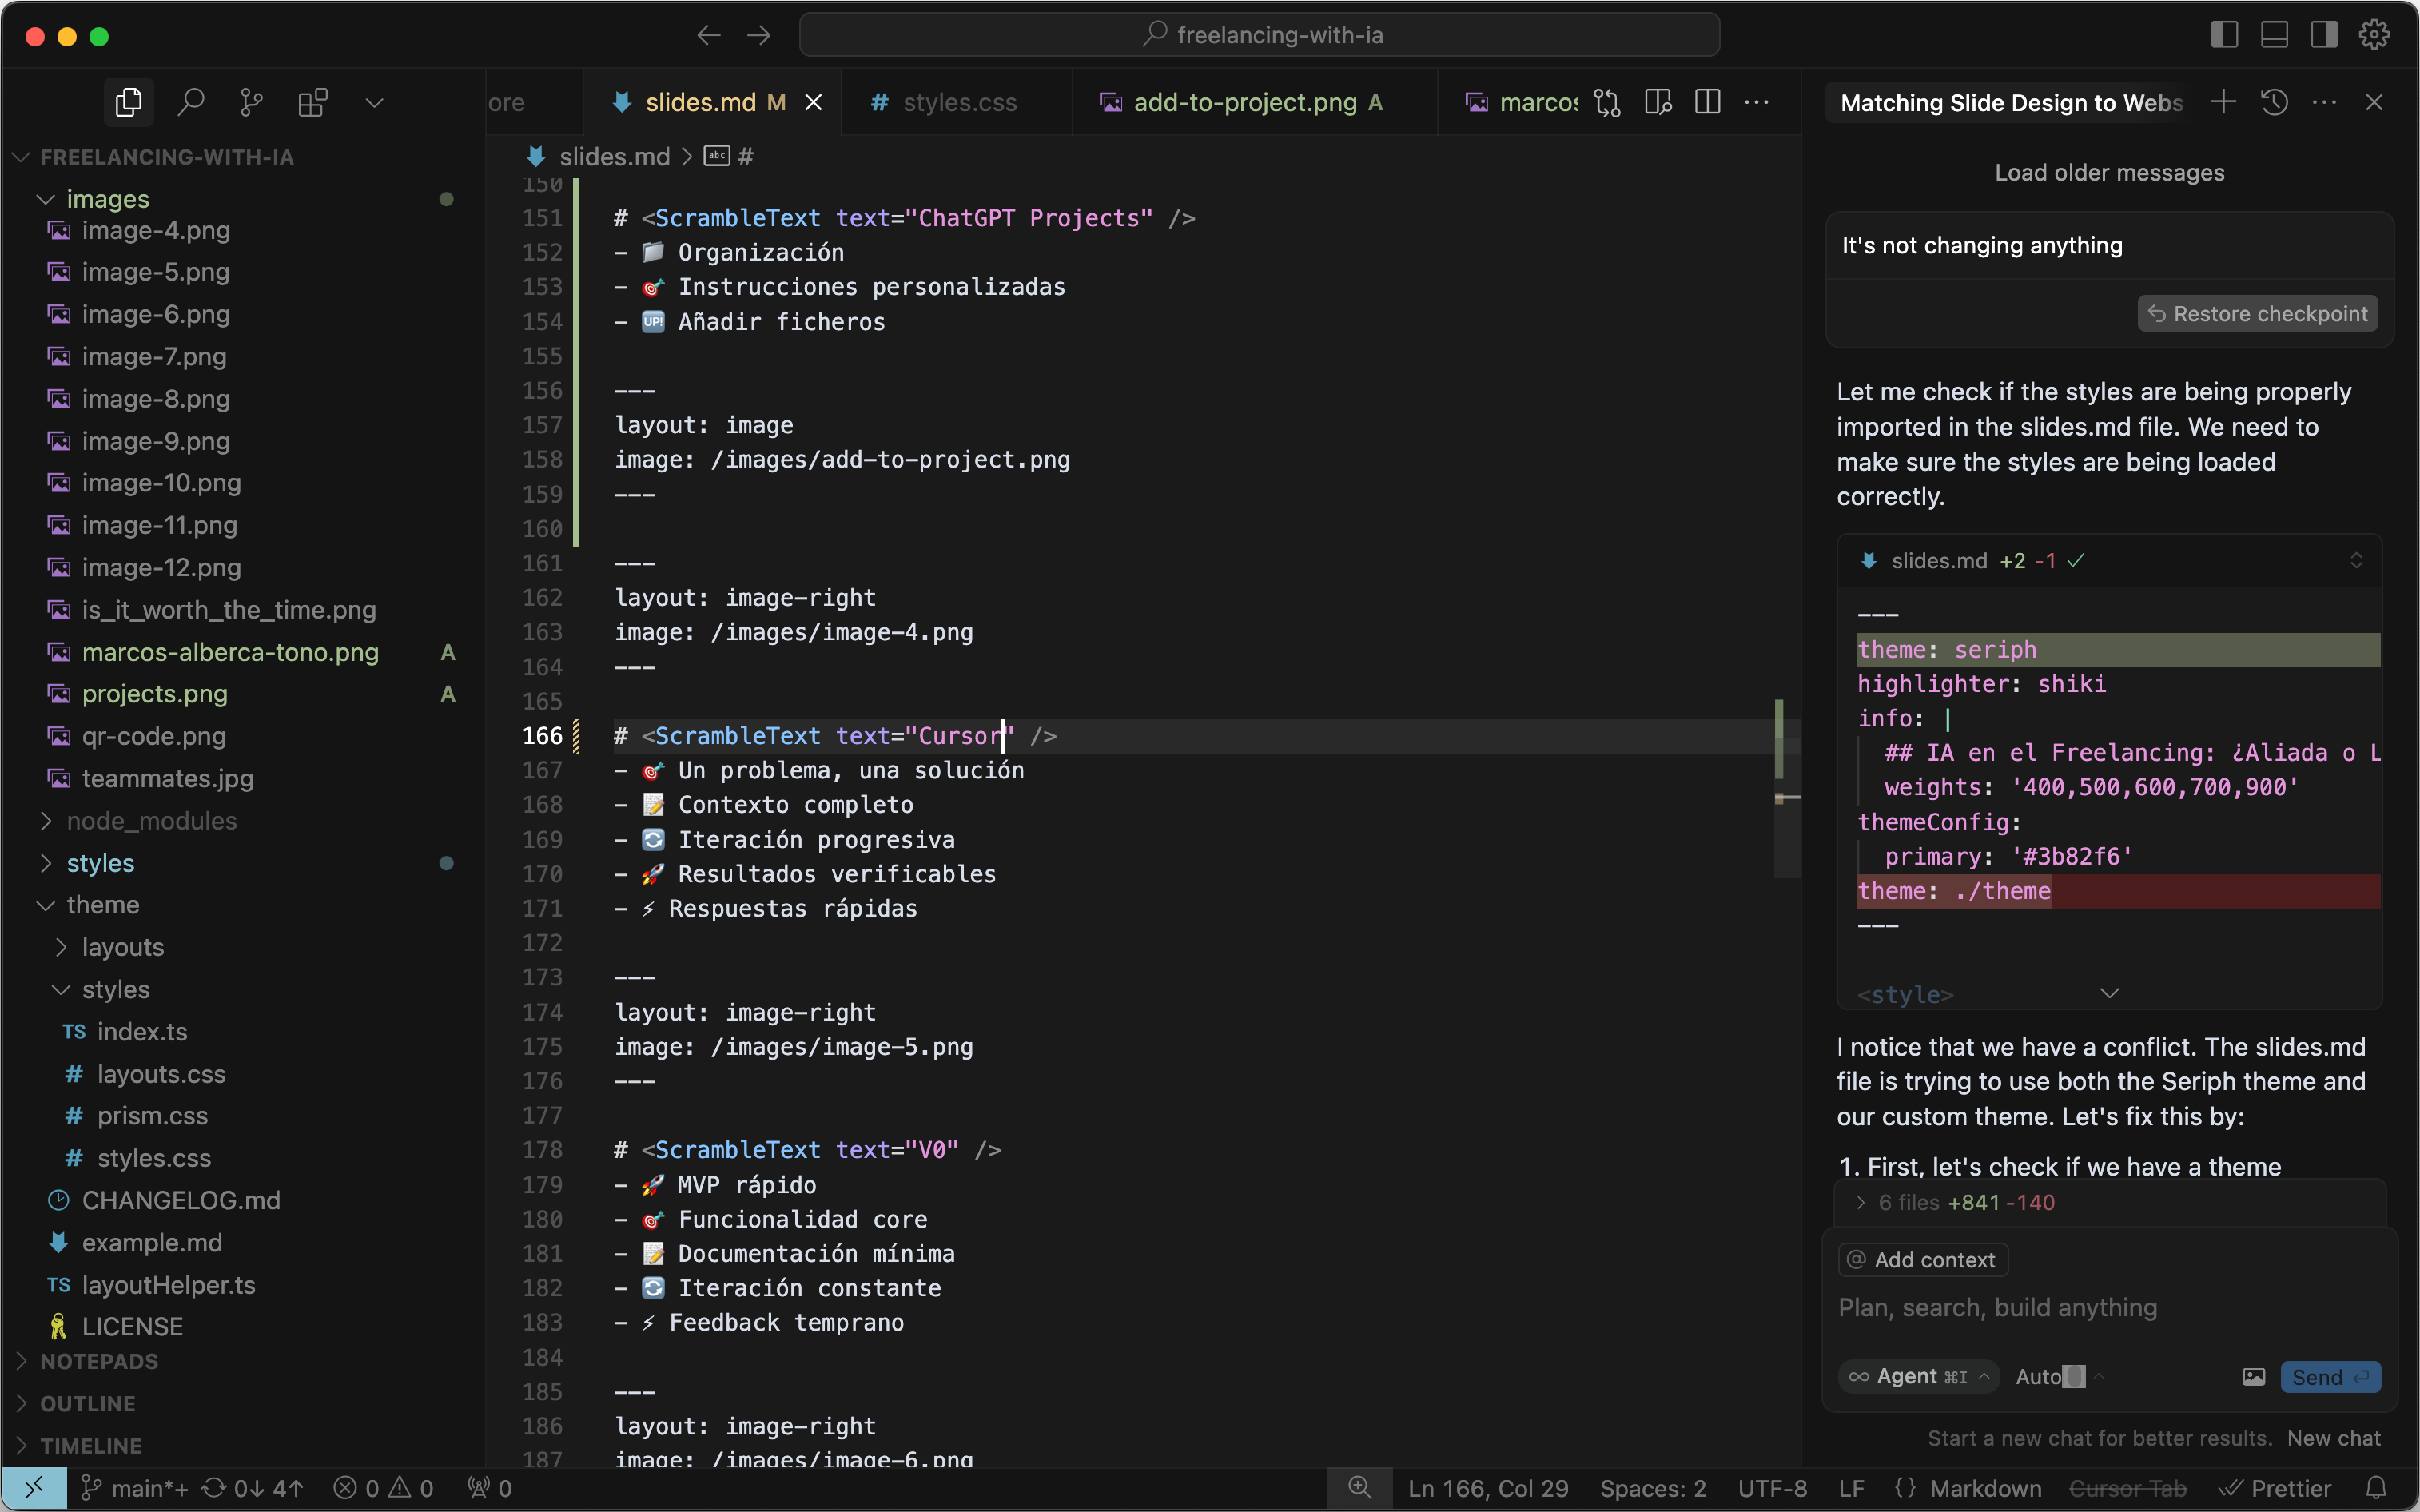 freelancing-with-ia
ore
slides.md M
styles.css
add-to-project.png A
marcos
Matching Slide Design to Webs
FREELANCING-WITH-IA
images
image-4.png
image-5.png
image-6.png
image-7.png
image-8.png
image-9.png
image-10.png
image-11.png
image-12.png
is_it_worth_the_time.png
marcos-alberca-tono.png A
projects.png A
qr-code.png
teammates.jpg
node_modules
styles
theme
layouts
styles
TS index.ts
# layouts.css
# prism.css
# styles.css
CHANGELOG.md
example.md
TS layoutHelper.ts
LICENSE
NOTEPADS
OUTLINE
TIMELINE
slides.md > abc #
150
151 # <ScrambleText text="ChatGPT Projects" />
152 - 📁 Organización
153 - 🎯 Instrucciones personalizadas
154 - 🆙 Añadir ficheros
155
156 ---
157 layout: image
158 image: /images/add-to-project.png
159 ---
160
161 ---
162 layout: image-right
163 image: /images/image-4.png
164 ---
165
166 # <ScrambleText text="Cursor" />
167 - 🎯 Un problema, una solución
168 - 📝 Contexto completo
169 - 🔄 Iteración progresiva
170 - 🚀 Resultados verificables
171 - ⚡ Respuestas rápidas
172
173 ---
174 layout: image-right
175 image: /images/image-5.png
176 ---
177
178 # <ScrambleText text="V0" />
179 - 🚀 MVP rápido
180 - 🎯 Funcionalidad core
181 - 📝 Documentación mínima
182 - 🔄 Iteración constante
183 - ⚡ Feedback temprano
184
185 ---
186 layout: image-right
187 image: /images/image-6.png
Load older messages
It's not changing anything
Restore checkpoint
Let me check if the styles are being properly
imported in the slides.md file. We need to
make sure the styles are being loaded
correctly.
slides.md +2 -1
---
theme: seriph
highlighter: shiki
info: |
## IA en el Freelancing: ¿Aliada o L
weights: '400,500,600,700,900'
themeConfig:
primary: '#3b82f6'
theme: ./theme
---
<style>
I notice that we have a conflict. The slides.md
file is trying to use both the Seriph theme and
our custom theme. Let's fix this by:
1. First, let's check if we have a theme
6 files +841 -140
@ Add context
Plan, search, build anything
∞ Agent ⌘I
Auto
Send
Start a new chat for better results. New chat
main*+ 0↓ 4↑ 0 0 0
Ln 166, Col 29
Spaces: 2
UTF-8
LF
{} Markdown
Cursor Tab
Prettier